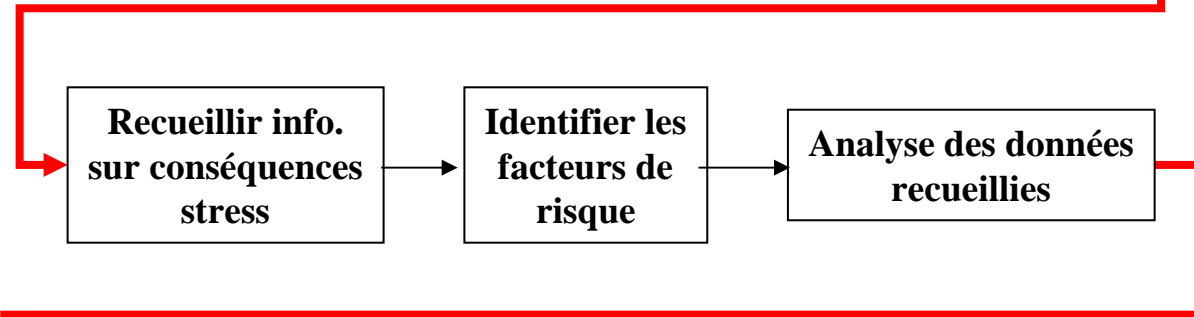 Recueillir info.
sur conséquences
stress
Identifier les
facteurs de
risque
Analyse des données
recueillies